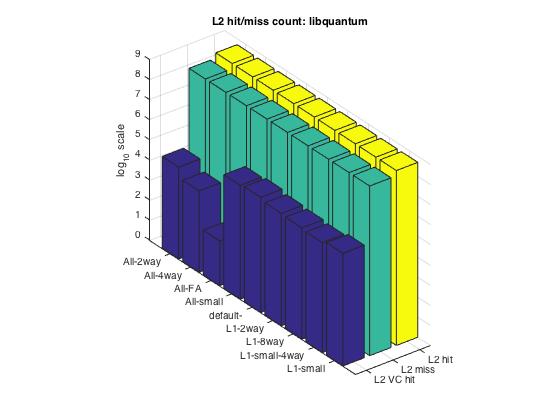 L2 hit/miss count: libquantum
log10 scale
9
8
7
6
5
4
3
2
1
0
All-2way
All-4way
All-FA
All-small
default-
L1-2way
L1-8way
L1-small-4way
L1-small
L2 hit
L2 miss
L2 VC hit